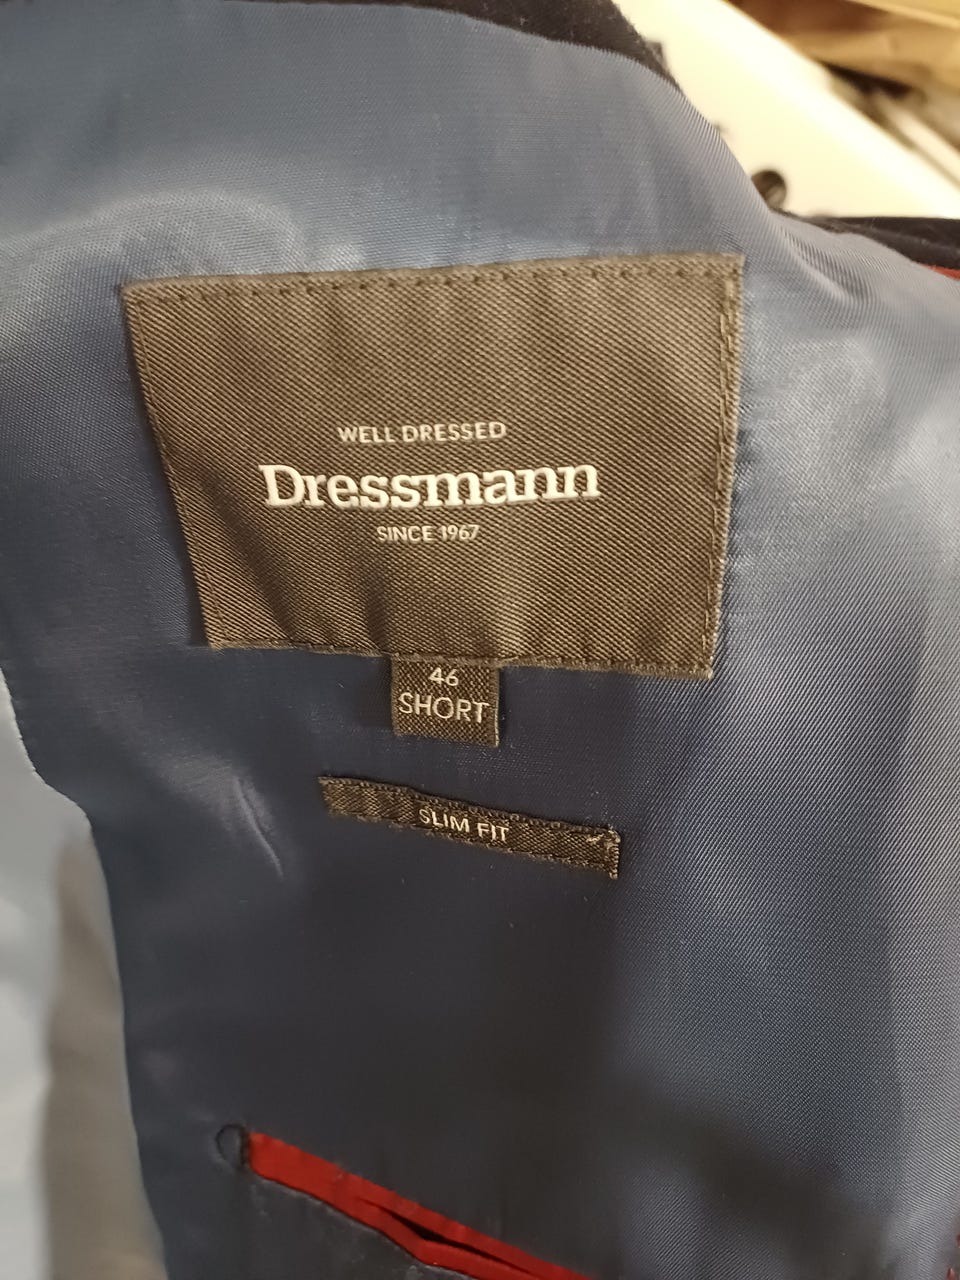 WELL DRESSED
Dressmann
SINCE 1967
46
SHORT
SLIM FIT